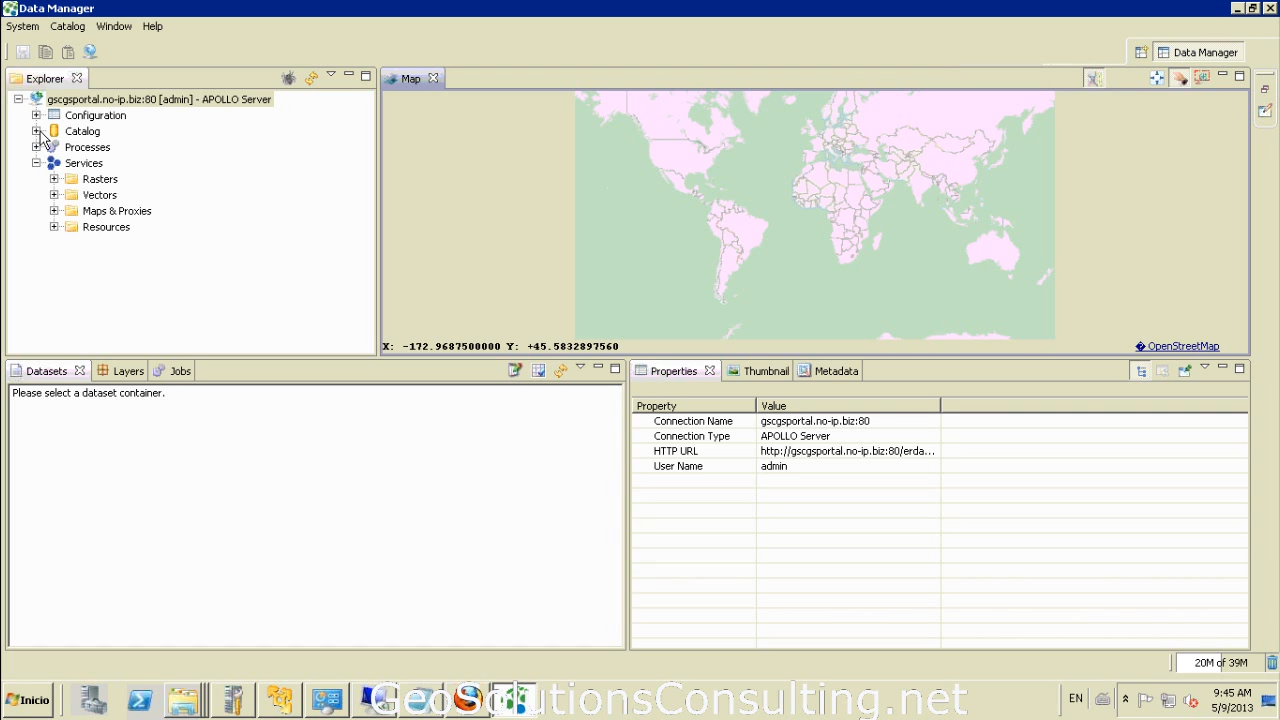 Data Manager
System Catalog Window Help
Data Manager
Explorer
Map
gscgsportal.no-ip.biz:80 [admin] - APOLLO Server
Configuration
Catalog
Processes
Services
Rasters
Vectors
Maps & Proxies
Resources
X: -172.9687500000 Y: +45.5832897560
OpenStreetMap
Datasets Layers Jobs
Please select a dataset container.
Properties Thumbnail Metadata
Property Value
Connection Name gscgsportal.no-ip.biz:80
Connection Type APOLLO Server
HTTP URL http://gscgsportal.no-ip.biz:80/erda...
User Name admin
20M of 39M
Inicio
GeoSolutionsConsulting.net
EN
9:45 AM
5/9/2013